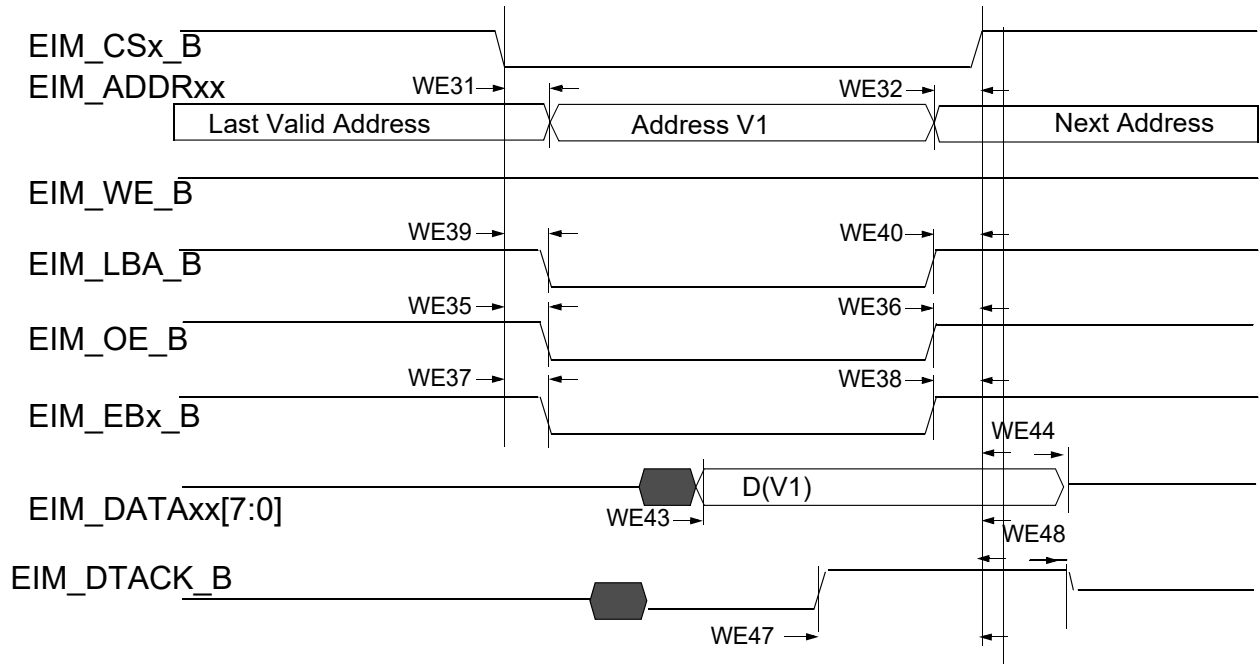 EIM_CSx_B
EIM_ADDRxx
WE31
WE32
Last Valid Address
Address V1
Next Address
EIM_WE_B
WE39
WE40
EIM_LBA_B
WE35
WE36
EIM_OE_B
WE37
WE38
EIM_EBx_B
WE44
D(V1)
EIM_DATAxx[7:0]
WE43
WE48
EIM_DTACK_B
WE47